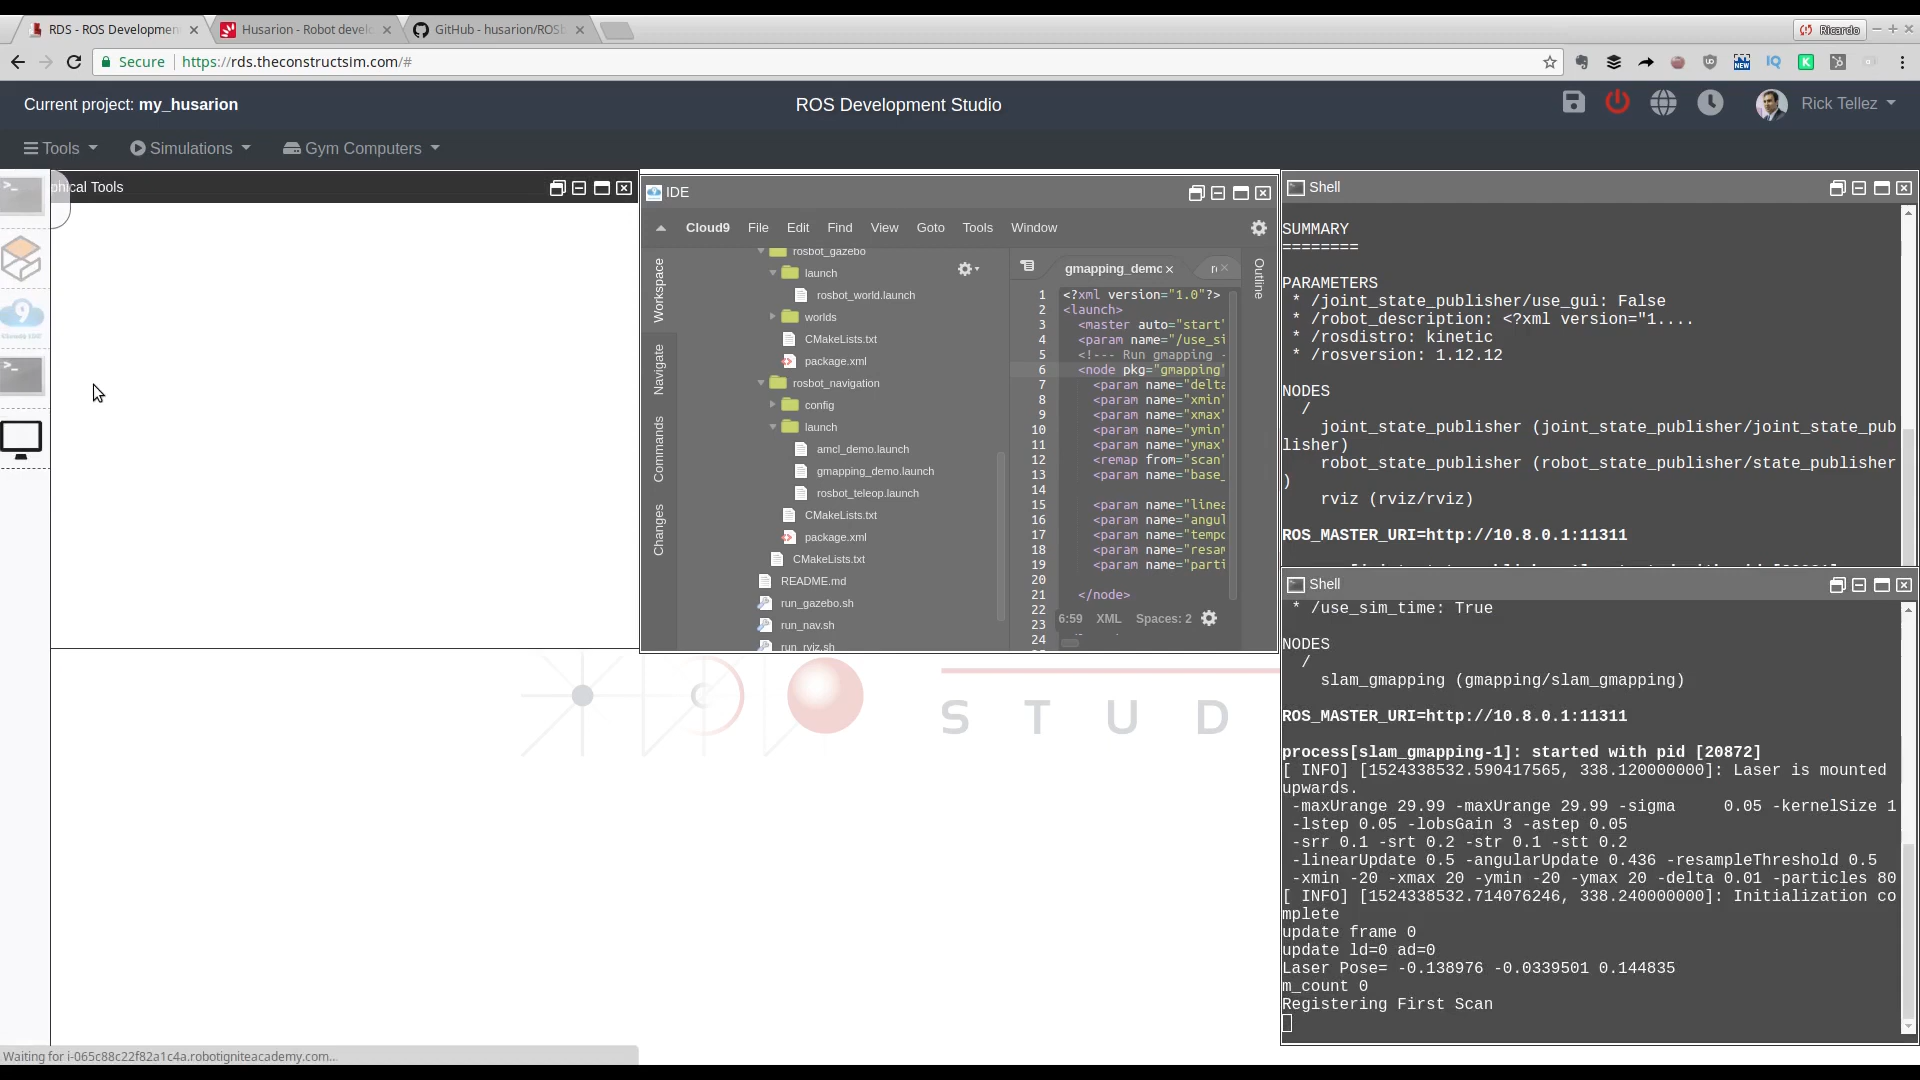 RDS - ROS Developmen
Husarion - Robot devel
GitHub - husarion/ROSb
Ricardo
Secure
https://rds.theconstructsim.com/#
NEW
Current project: my_husarion
ROS Development Studio
Rick Tellez
Tools
Simulations
Gym Computers
hical Tools
IDE
Cloud9 File Edit Find View Goto Tools Window
Workspace
Navigate
Commands
Changes
rosbot_gazebo
launch
rosbot_world.launch
worlds
CMakeLists.txt
package.xml
rosbot_navigation
config
launch
amcl_demo.launch
gmapping_demo.launch
rosbot_teleop.launch
CMakeLists.txt
package.xml
CMakeLists.txt
README.md
run_gazebo.sh
run_nav.sh
run_rviz.sh
gmapping_demo
Outline
1 <?xml version="1.0"?>
2 <launch>
3 <master auto="start"
4 <param name="/use_si
5 <!--- Run gmapping -
6 <node pkg="gmapping"
7 <param name="delta
8 <param name="xmin"
9 <param name="xmax"
10 <param name="ymin"
11 <param name="ymax"
12 <remap from="scan"
13 <param name="base_
14
15 <param name="linea
16 <param name="angul
17 <param name="tempo
18 <param name="resam
19 <param name="parti
20
21 </node>
22
23
24
6:59 XML Spaces: 2
Shell
SUMMARY
========
PARAMETERS
* /joint_state_publisher/use_gui: False
* /robot_description: <?xml version="1....
* /rosdistro: kinetic
* /rosversion: 1.12.12
NODES
/
joint_state_publisher (joint_state_publisher/joint_state_pub
lisher)
robot_state_publisher (robot_state_publisher/state_publisher
)
rviz (rviz/rviz)
ROS_MASTER_URI=http://10.8.0.1:11311
Shell
* /use_sim_time: True
NODES
/
slam_gmapping (gmapping/slam_gmapping)
ROS_MASTER_URI=http://10.8.0.1:11311
process[slam_gmapping-1]: started with pid [20872]
[ INFO] [1524338532.590417565, 338.120000000]: Laser is mounted
upwards.
-maxUrange 29.99 -maxUrange 29.99 -sigma 0.05 -kernelSize 1
-lstep 0.05 -lobsGain 3 -astep 0.05
-srr 0.1 -srt 0.2 -str 0.1 -stt 0.2
-linearUpdate 0.5 -angularUpdate 0.436 -resampleThreshold 0.5
-xmin -20 -xmax 20 -ymin -20 -ymax 20 -delta 0.01 -particles 80
[ INFO] [1524338532.714076246, 338.240000000]: Initialization co
mplete
update frame 0
update ld=0 ad=0
Laser Pose= -0.138976 -0.0339501 0.144835
m_count 0
Registering First Scan
S T U D
Waiting for i-065c88c22f82a1c4a.robotigniteacademy.com...